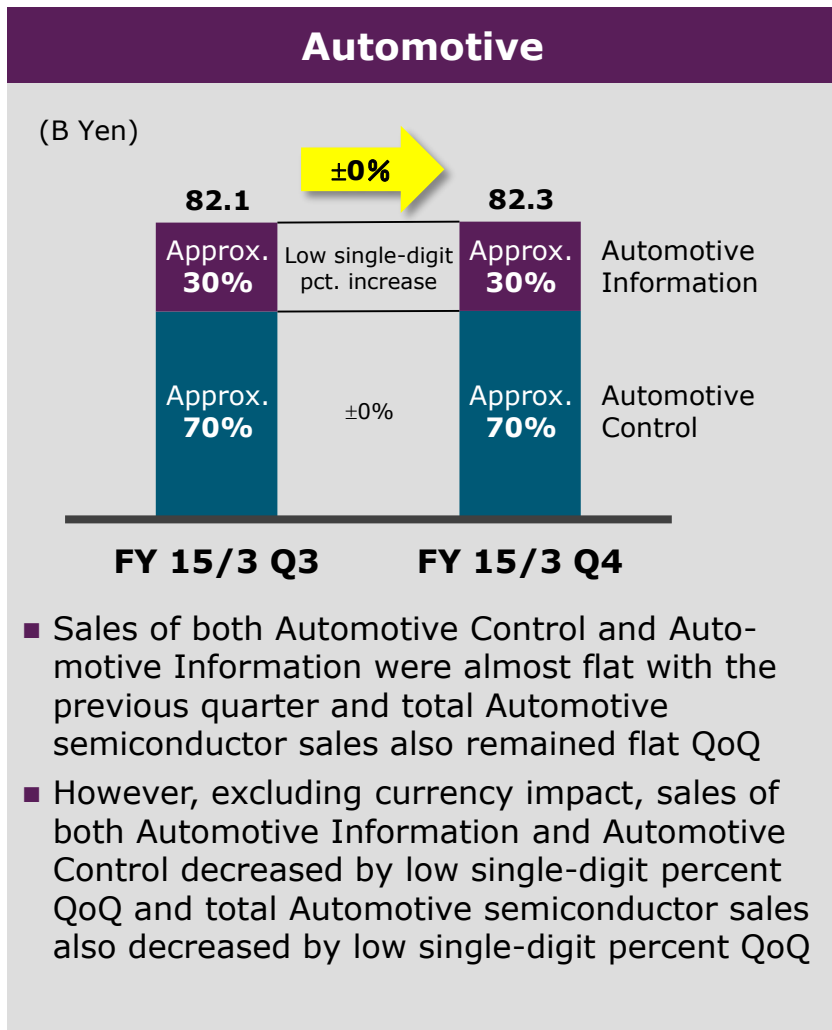 Automotive
(B Yen)
±0%
82.1
82.3
Approx.
30%
Low single-digit
pct. increase
Approx.
30%
Automotive
Information
Approx.
70%
±0%
Approx.
70%
Automotive
Control
FY 15/3 Q3
FY 15/3 Q4
■ Sales of both Automotive Control and Auto-
motive Information were almost flat with the
previous quarter and total Automotive
semiconductor sales also remained flat QoQ
■ However, excluding currency impact, sales of
both Automotive Information and Automotive
Control decreased by low single-digit percent
QoQ and total Automotive semiconductor sales
also decreased by low single-digit percent QoQ